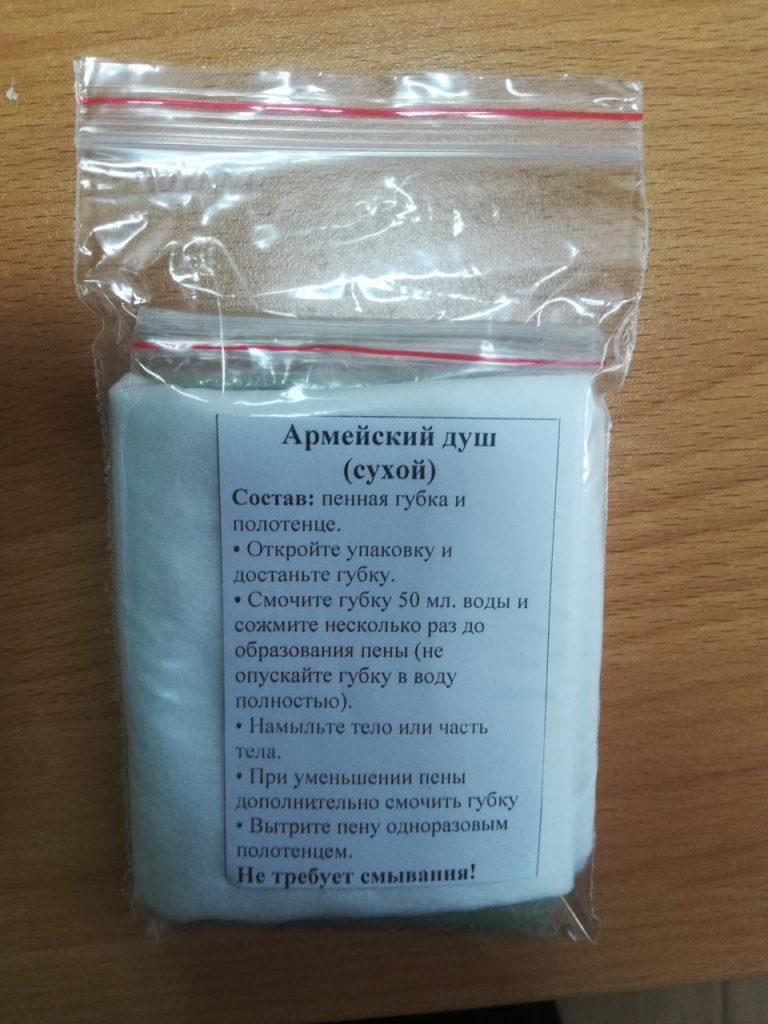 Армейский душ
(сухой)
Состав: пенная губка и
полотенце.
• Откройте упаковку и
достаньте губку.
• Смочите губку 50 мл. воды и
сожмите несколько раз до
образования пены (не
опускайте губку в воду
полностью).
• Намыльте тело или часть
тела.
• При уменьшении пены
дополнительно смочить губку
• Вытрите пену одноразовым
полотенцем.
Не требует смывания!